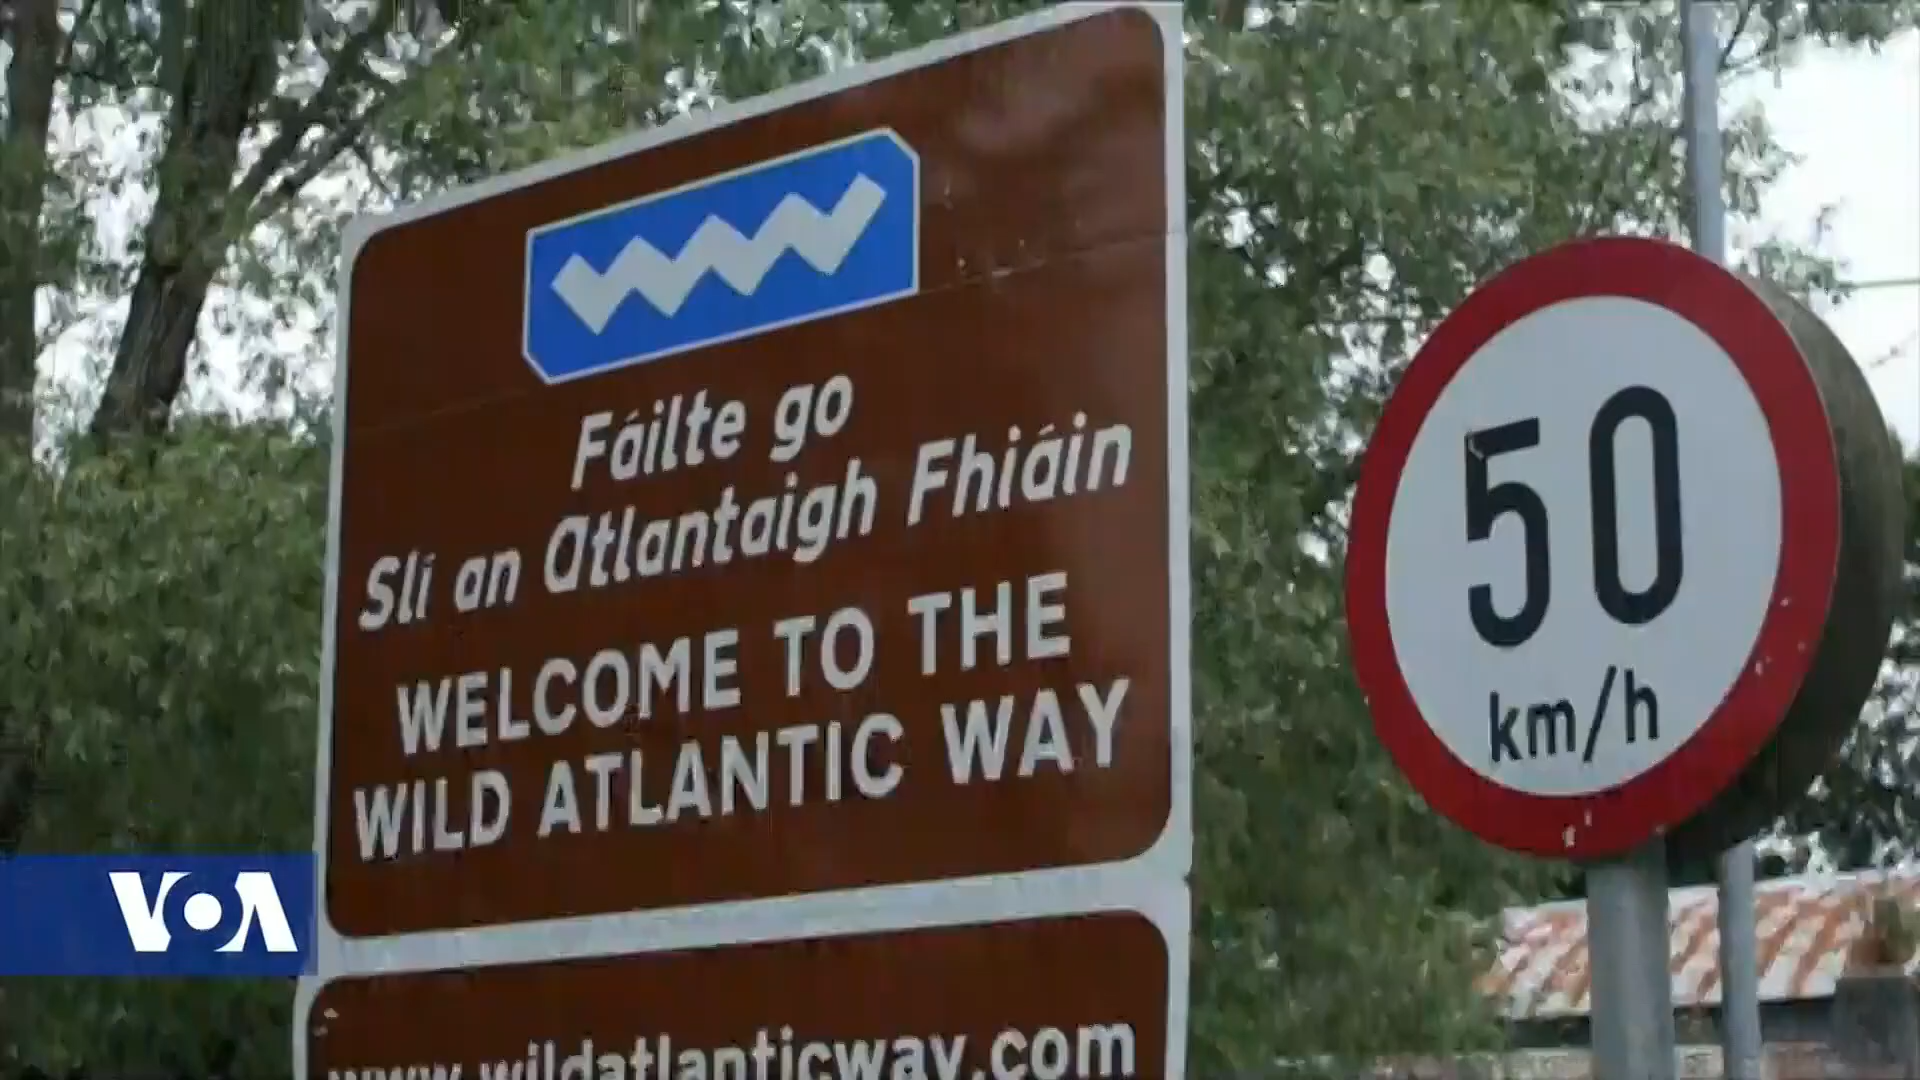 Fáilte go
Slí an Atlantaigh Fhiáin
WELCOME TO THE
WILD ATLANTIC WAY
www.wildatlanticway.com
50
km/h
VOA